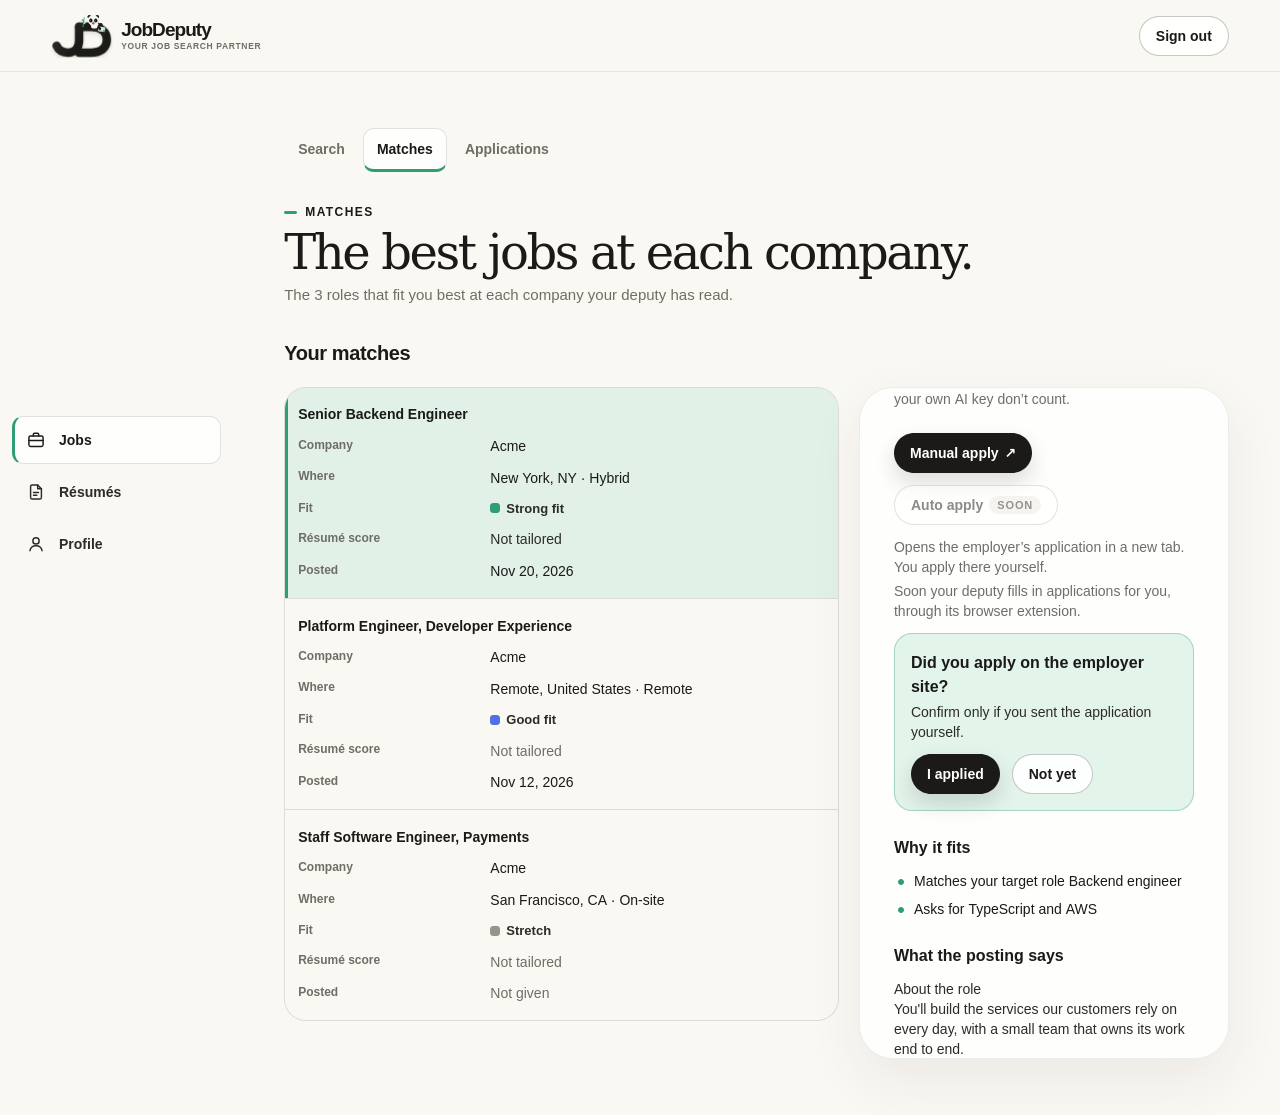 JobDeputy
YOUR JOB SEARCH PARTNER
Sign out
Search
Matches
Applications
MATCHES
The best jobs at each company.
The 3 roles that fit you best at each company your deputy has read.
Your matches
Jobs
Résumés
Profile
Senior Backend Engineer
Company Acme
Where New York, NY · Hybrid
Fit Strong fit
Résumé score Not tailored
Posted Nov 20, 2026
Platform Engineer, Developer Experience
Company Acme
Where Remote, United States · Remote
Fit Good fit
Résumé score Not tailored
Posted Nov 12, 2026
Staff Software Engineer, Payments
Company Acme
Where San Francisco, CA · On-site
Fit Stretch
Résumé score Not tailored
Posted Not given
your own AI key don’t count.
Manual apply ↗
Auto apply SOON
Opens the employer’s application in a new tab.
You apply there yourself.
Soon your deputy fills in applications for you,
through its browser extension.
Did you apply on the employer
site?
Confirm only if you sent the application
yourself.
I applied
Not yet
Why it fits
Matches your target role Backend engineer
Asks for TypeScript and AWS
What the posting says
About the role
You'll build the services our customers rely on
every day, with a small team that owns its work
end to end.